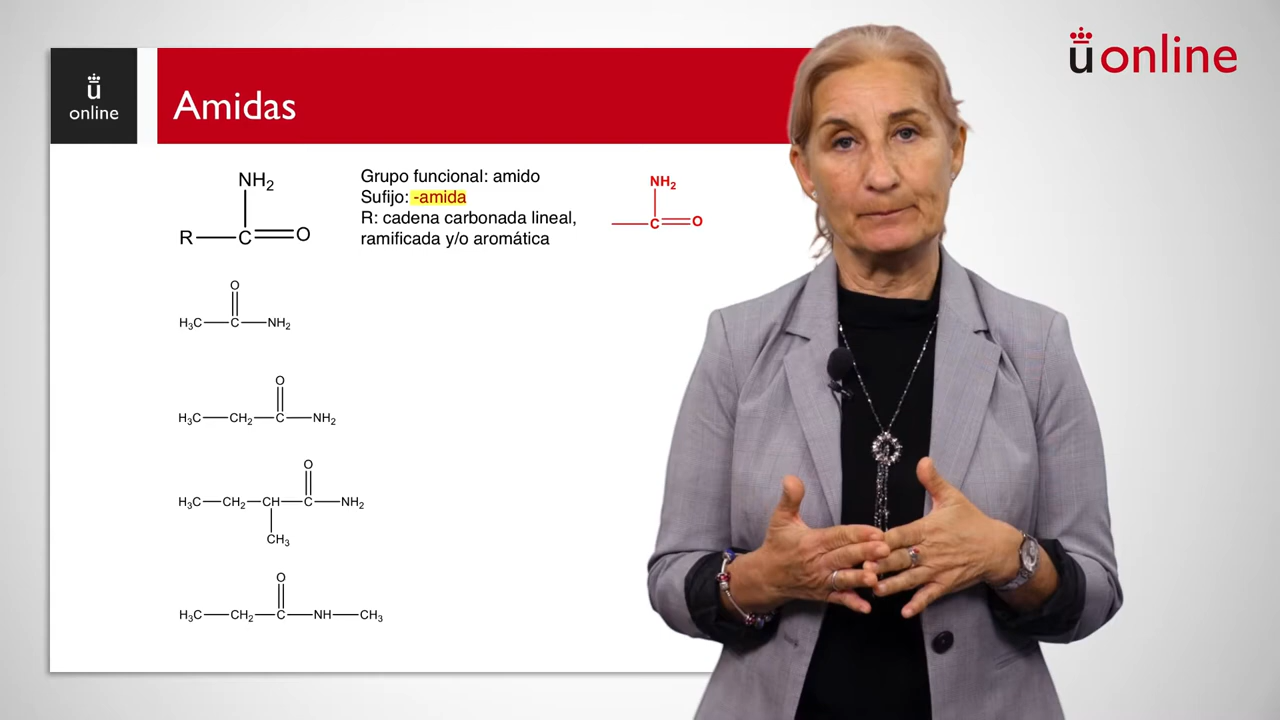 ü online
ü
online
Amidas
NH₂
R C O
Grupo funcional: amido
Sufijo: -amida
R: cadena carbonada lineal,
ramificada y/o aromática
NH₂
C O
O
H₃C C NH₂
O
H₃C CH₂ C NH₂
O
H₃C CH₂ CH C NH₂
CH₃
O
H₃C CH₂ C NH CH₃